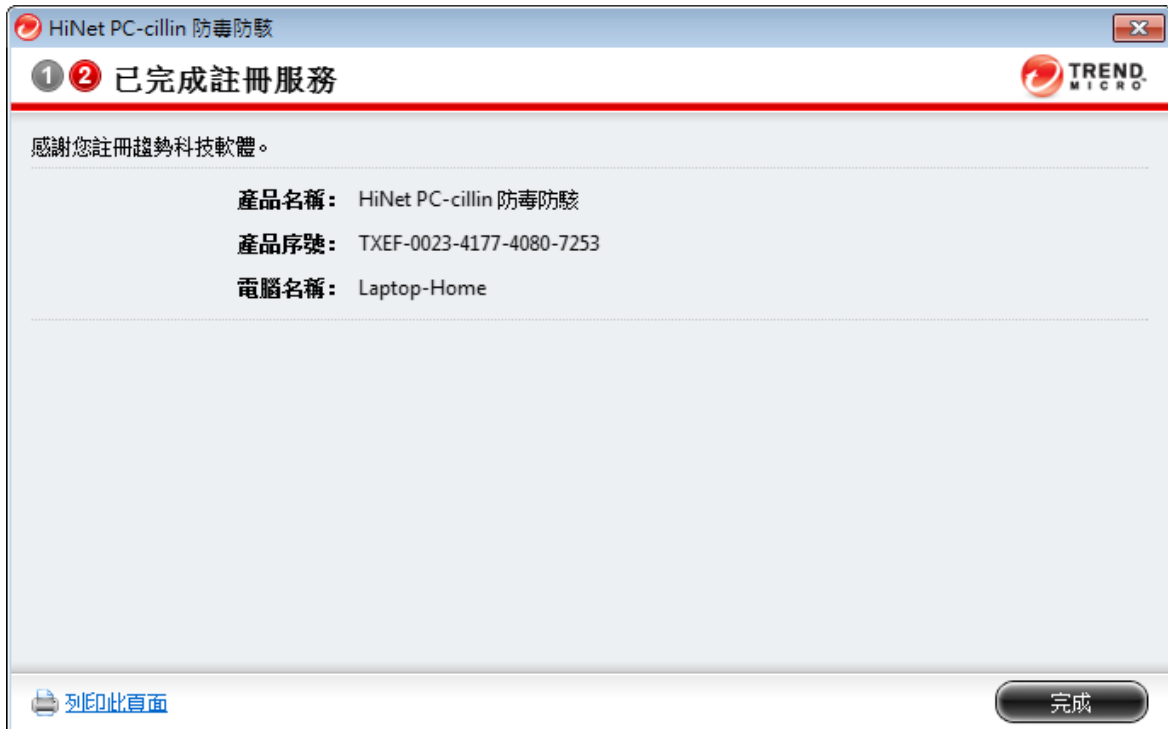 HiNet PC-cillin 防毒防駭
1 2 已完成註冊服務
TREND
MICRO
感謝您註冊趨勢科技軟體。
產品名稱： HiNet PC-cillin 防毒防駭
產品序號： TXEF-0023-4177-4080-7253
電腦名稱： Laptop-Home
列印此頁面
完成